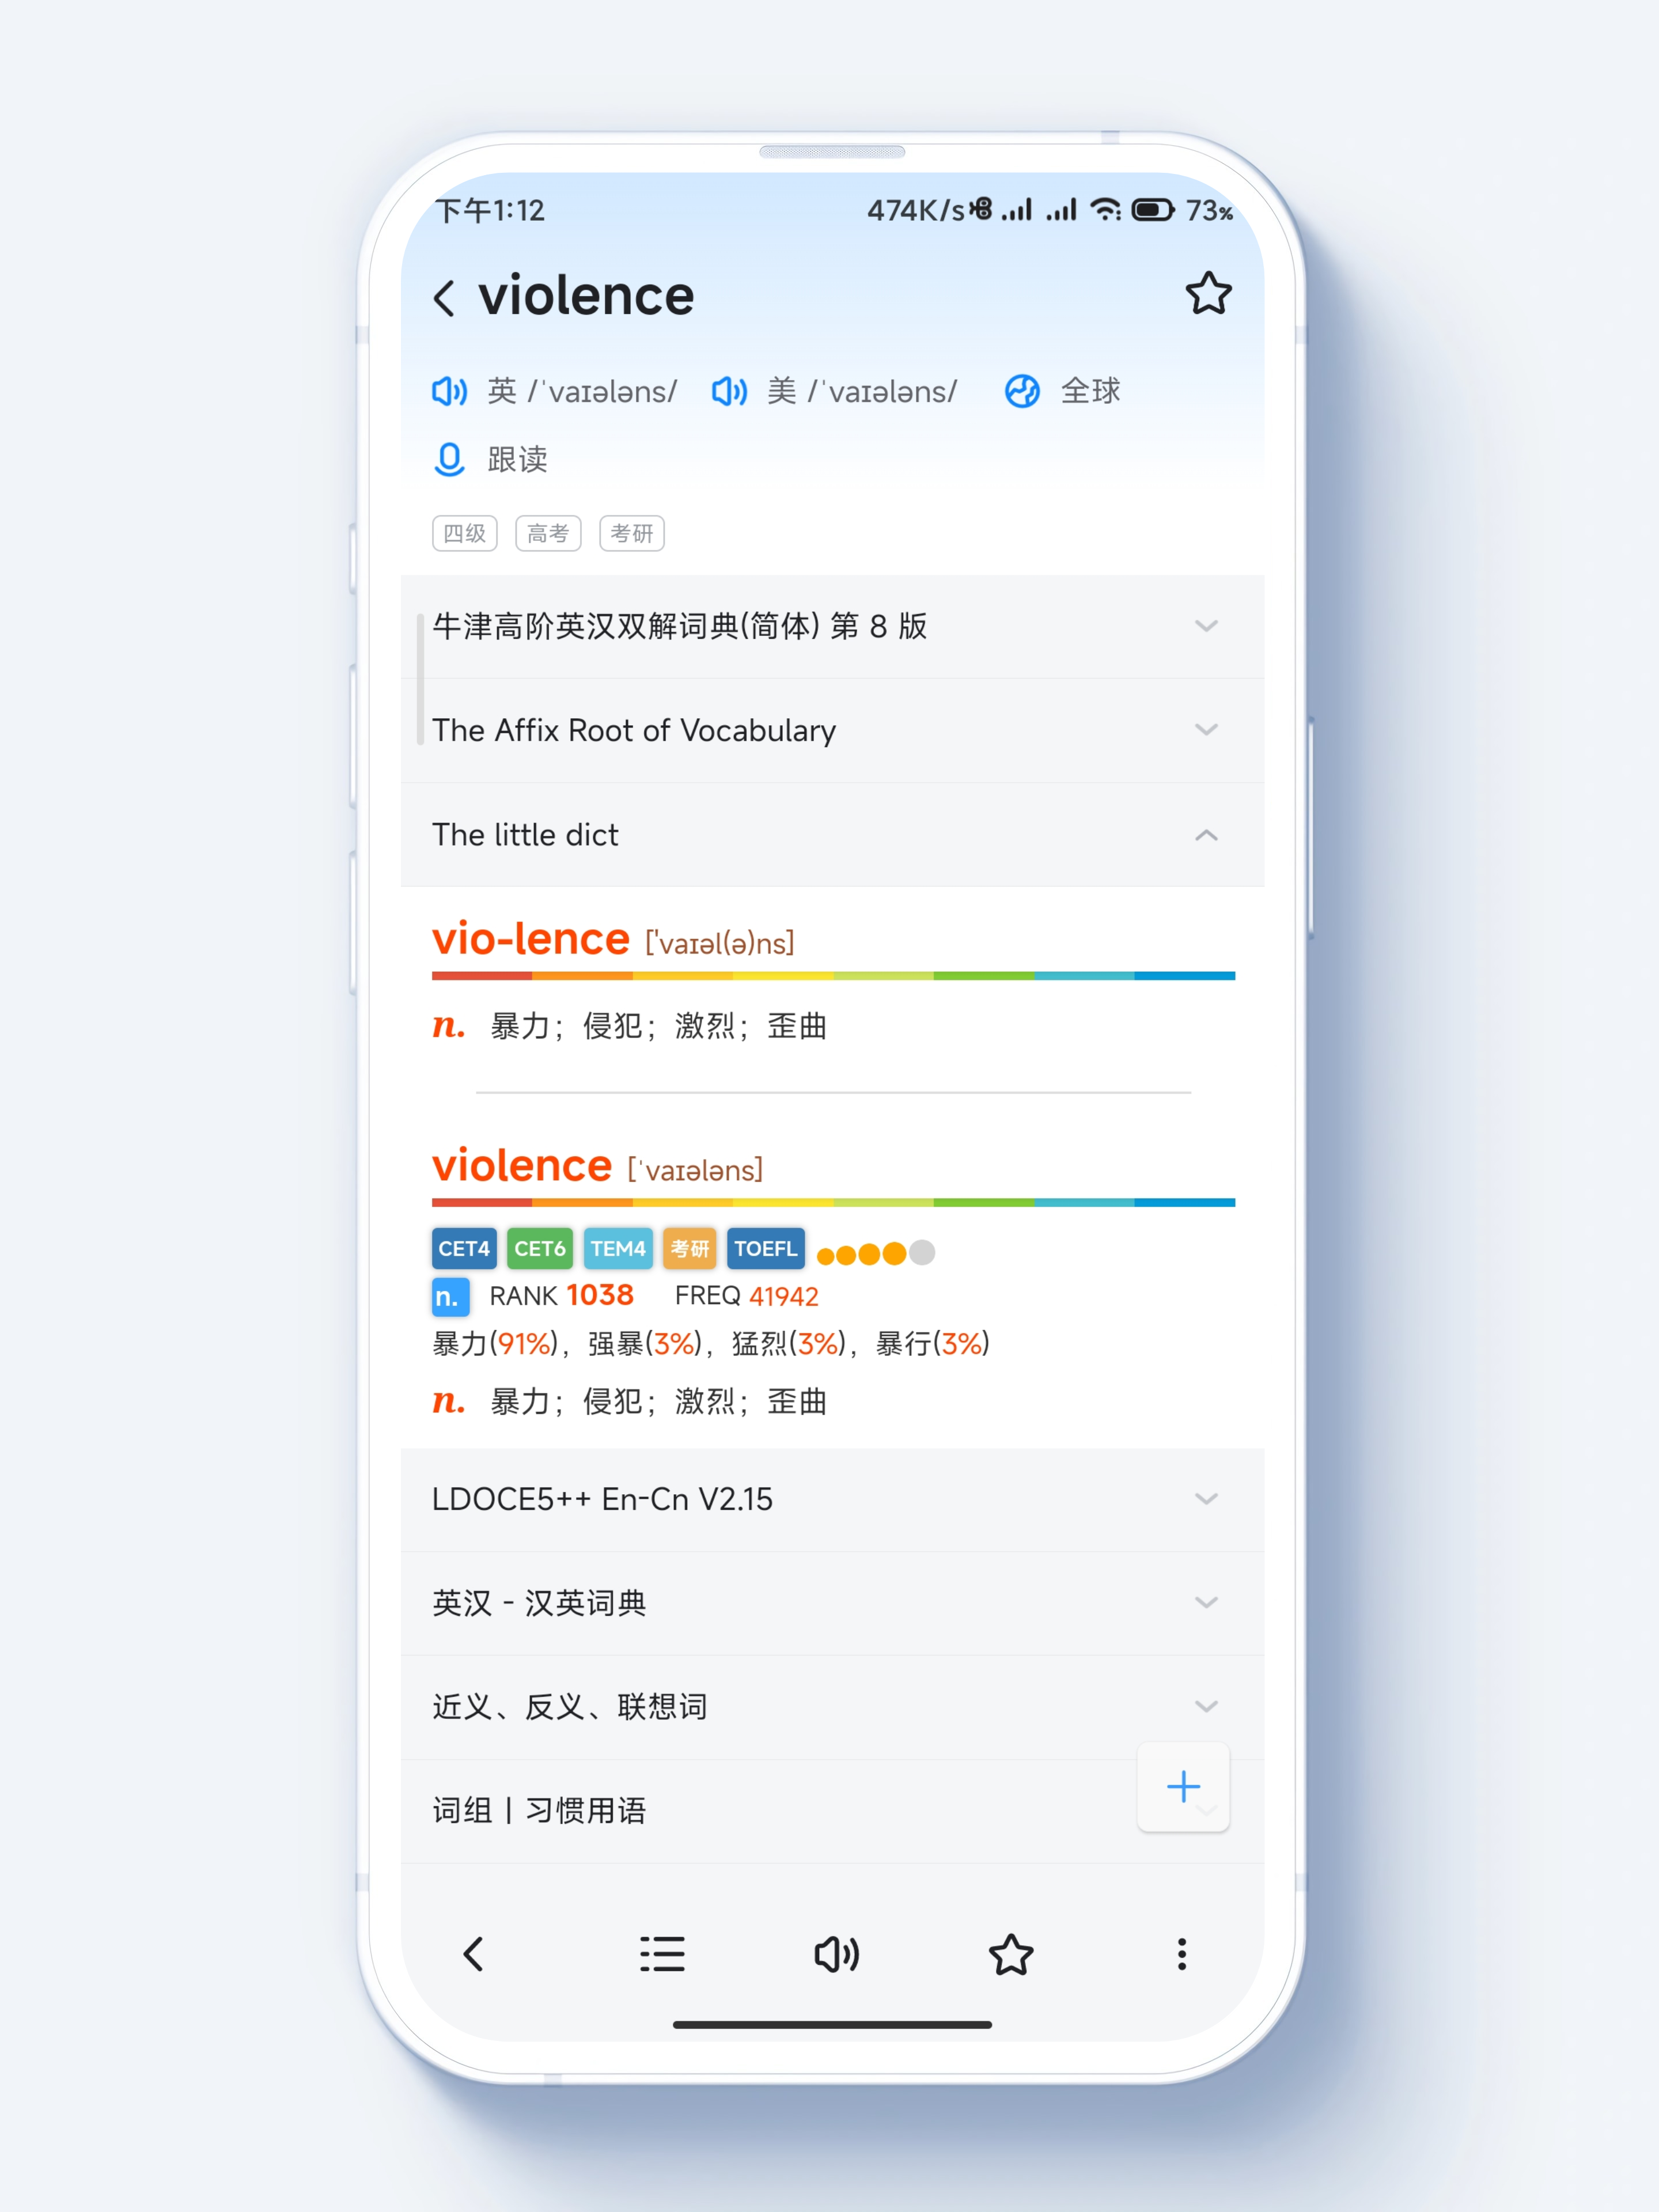 下午1:12 474K/s 73%
violence
英 /ˈvaɪələns/ 美 /ˈvaɪələns/ 全球
跟读
四级 高考 考研
牛津高阶英汉双解词典(简体) 第 8 版
The Affix Root of Vocabulary
The little dict
vio-lence ['vaɪəl(ə)ns]
n. 暴力；侵犯；激烈；歪曲
violence [ˈvaɪələns]
CET4 CET6 TEM4 考研 TOEFL
n. RANK 1038 FREQ 41942
暴力(91%)，强暴(3%)，猛烈(3%)，暴行(3%)
n. 暴力；侵犯；激烈；歪曲
LDOCE5++ En-Cn V2.15
英汉 - 汉英词典
近义、反义、联想词
词组 | 习惯用语